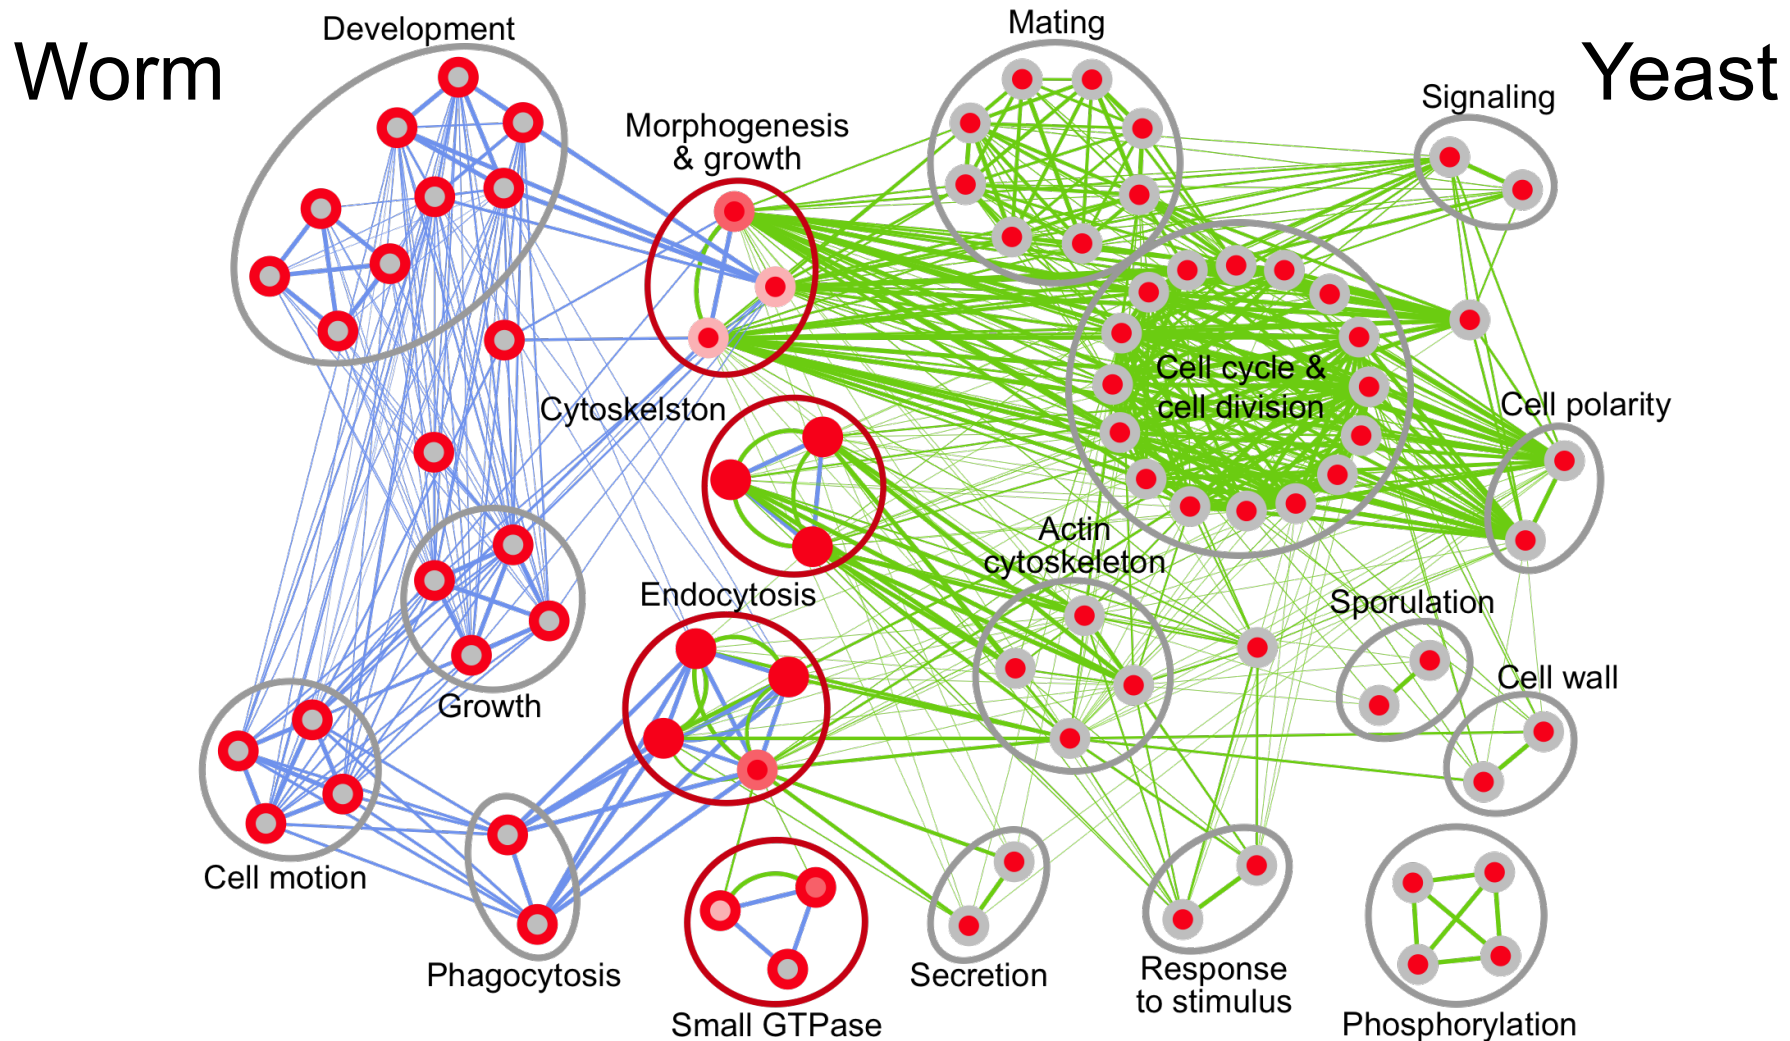 Worm
Development
Mating
Yeast
Signaling
Morphogenesis
& growth
Cell cycle &
cell division
Cytoskelston
Cell polarity
Actin
cytoskeleton
Endocytosis
Sporulation
Cell wall
Growth
Cell motion
Phagocytosis
Small GTPase
Secretion
Response
to stimulus
Phosphorylation